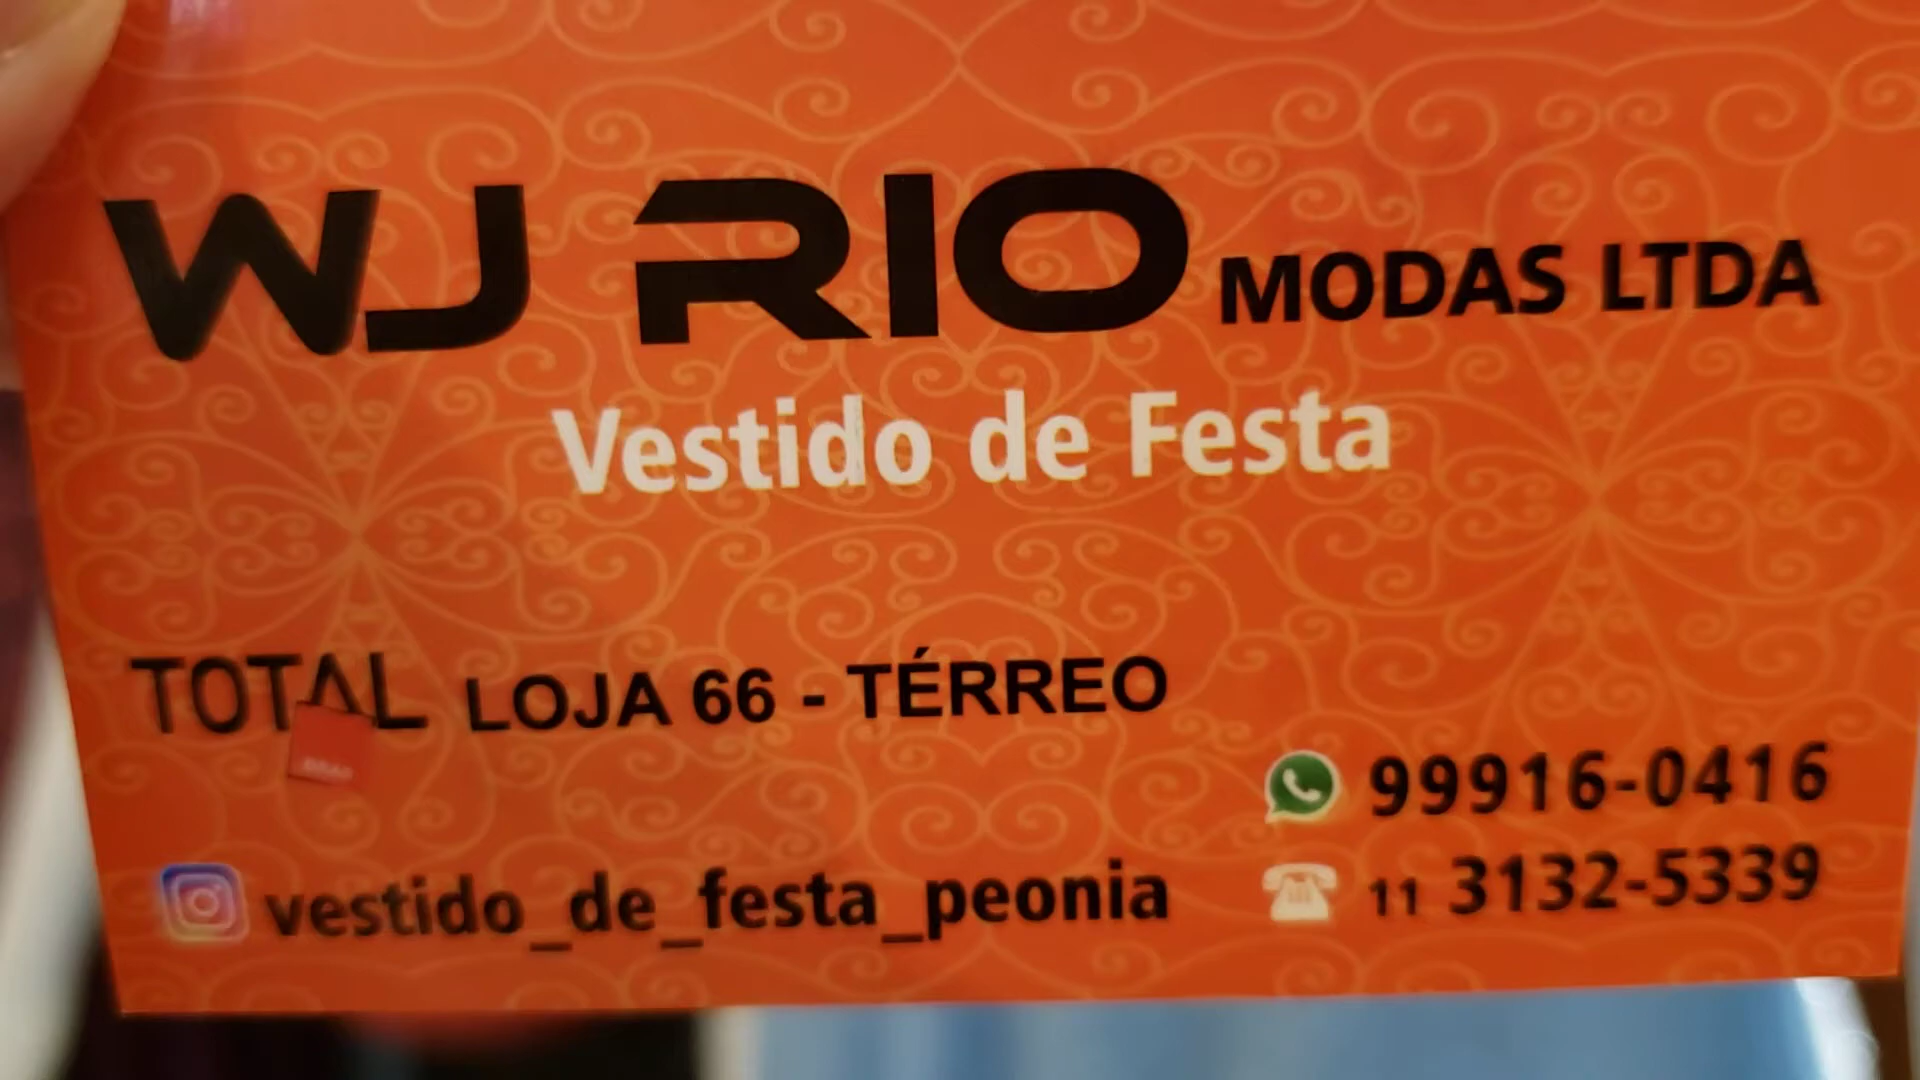 WJ RIO MODAS LTDA
Vestido de Festa
TOTAL LOJA 66 - TÉRREO
99916-0416
vestido_de_festa_peonia
11 3132-5339